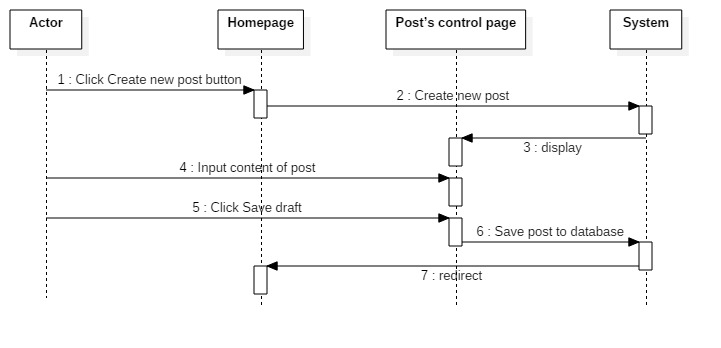 Actor
Homepage
Post's control page
System
1 : Click Create new post button
2 : Create new post
3 : display
4 : Input content of post
5 : Click Save draft
6 : Save post to database
7 : redirect